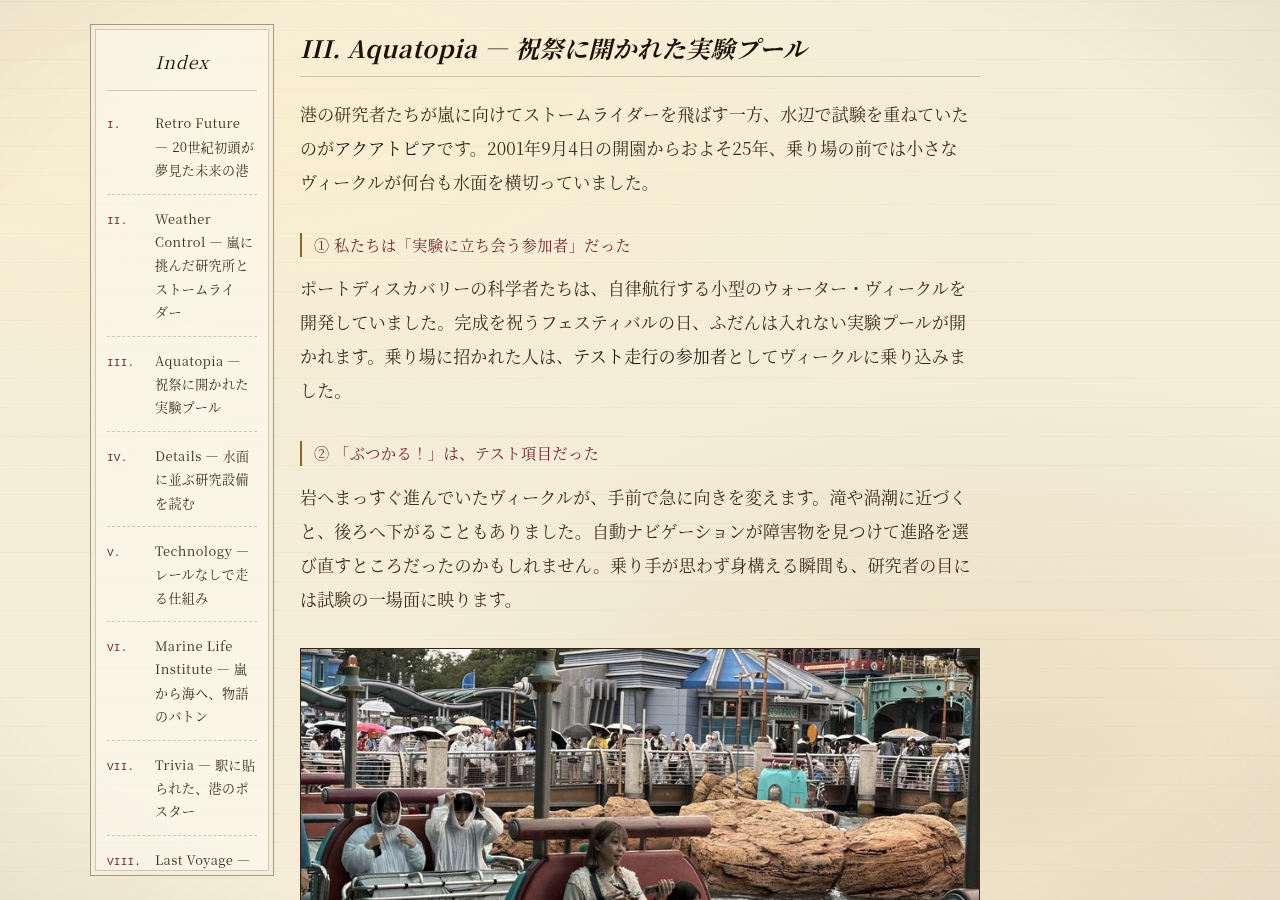 Index
I. Retro Future
— 20世紀初頭が
夢見た未来の港
II. Weather
Control — 嵐に
挑んだ研究所と
ストームライ
ダー
III. Aquatopia —
祝祭に開かれた
実験プール
IV. Details — 水面
に並ぶ研究設備
を読む
V. Technology —
レールなしで走
る仕組み
VI. Marine Life
Institute — 嵐
から海へ、物語
のバトン
VII. Trivia — 駅に貼
られた、港のポ
スター
VIII. Last Voyage —
III. Aquatopia — 祝祭に開かれた実験プール
港の研究者たちが嵐に向けてストームライダーを飛ばす一方、水辺で試験を重ねていた
のがアクアトピアです。2001年9月4日の開園からおよそ25年、乗り場の前では小さな
ヴィークルが何台も水面を横切っていました。
① 私たちは「実験に立ち会う参加者」だった
ポートディスカバリーの科学者たちは、自律航行する小型のウォーター・ヴィークルを
開発していました。完成を祝うフェスティバルの日、ふだんは入れない実験プールが開
かれます。乗り場に招かれた人は、テスト走行の参加者としてヴィークルに乗り込みま
した。
② 「ぶつかる！」は、テスト項目だった
岩へまっすぐ進んでいたヴィークルが、手前で急に向きを変えます。滝や渦潮に近づく
と、後ろへ下がることもありました。自動ナビゲーションが障害物を見つけて進路を選
び直すところだったのかもしれません。乗り手が思わず身構える瞬間も、研究者の目に
は試験の一場面に映ります。